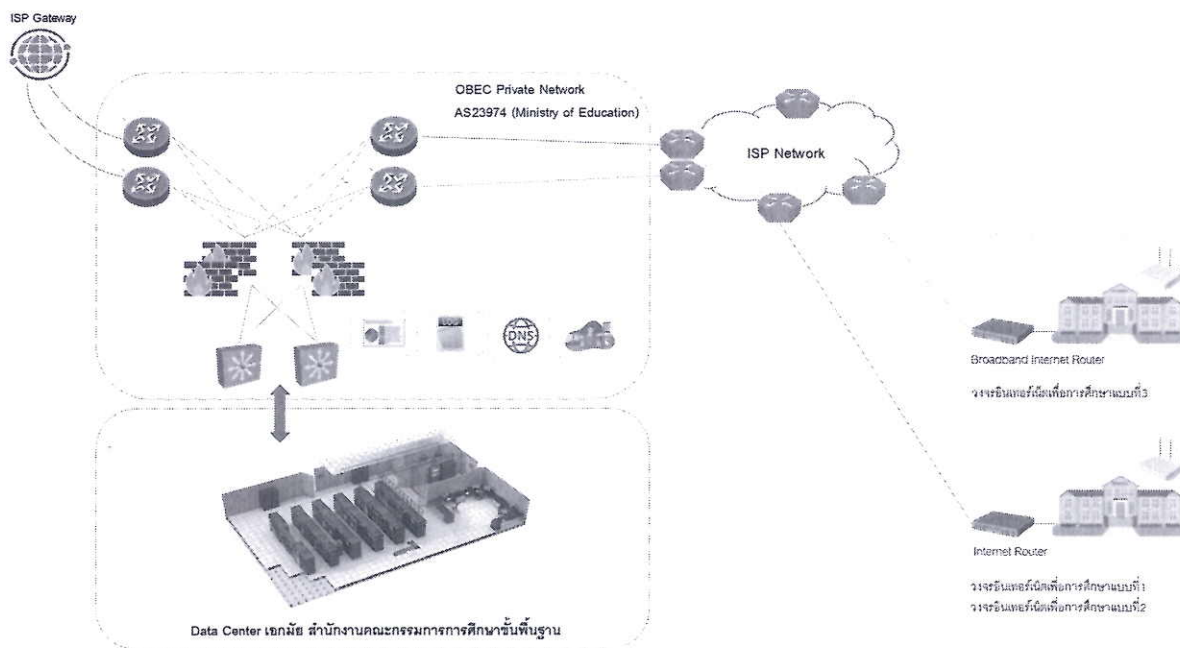 ISP Gateway
OBEC Private Network
AS23974 (Ministry of Education)
ISP Network
LOG
DNS
Broadband Internet Router
วงจรอินเทอร์เน็ตเพื่อการศึกษาแบบที่3
Internet Router
วงจรอินเทอร์เน็ตเพื่อการศึกษาแบบที่1
วงจรอินเทอร์เน็ตเพื่อการศึกษาแบบที่2
Data Center เอกมัย สำนักงานคณะกรรมการการศึกษาขั้นพื้นฐาน